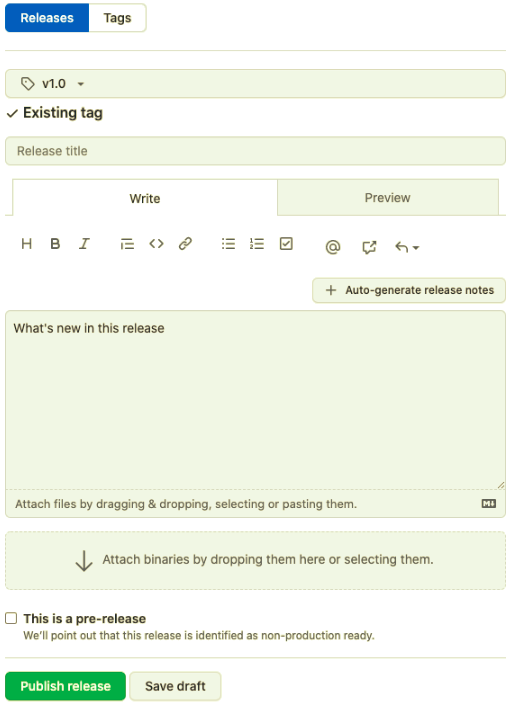 Releases Tags
v1.0
Existing tag
Release title
Write Preview
H B I
Auto-generate release notes
What's new in this release
Attach files by dragging & dropping, selecting or pasting them.
Attach binaries by dropping them here or selecting them.
This is a pre-release
We'll point out that this release is identified as non-production ready.
Publish release Save draft